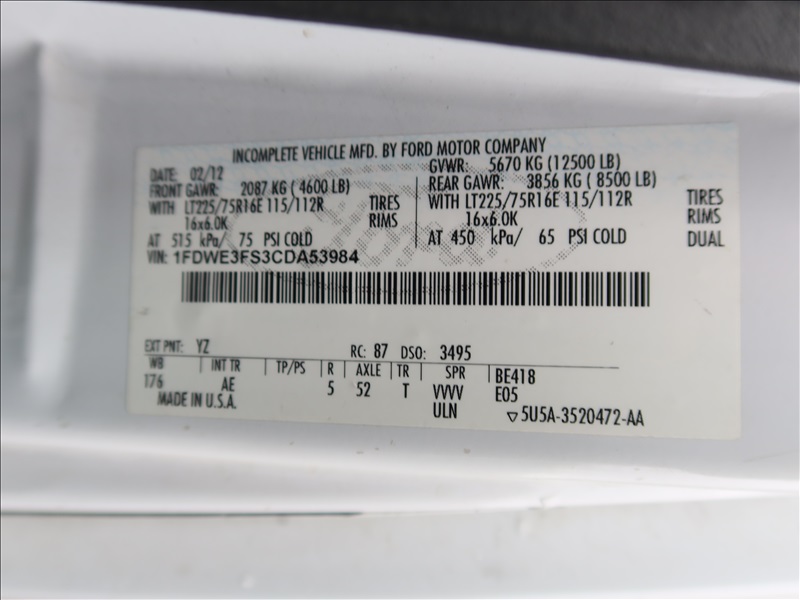 INCOMPLETE VEHICLE MFD. BY FORD MOTOR COMPANY
DATE: 02/12 GVWR: 5670 KG (12500 LB)
FRONT GAWR: 2087 KG (4600 LB) REAR GAWR: 3856 KG (8500 LB)
WITH LT225/75R16E 115/112R TIRES WITH LT225/75R16E 115/112R TIRES
16x6.0K RIMS 16x6.0K RIMS
AT 515 kPa/ 75 PSI COLD AT 450 kPa/ 65 PSI COLD DUAL
VIN: 1FDWE3FS3CDA53984
EXT PNT: YZ RC: 87 DSO: 3495
WB INT TR TP/PS R AXLE TR SPR BE418
176 AE 5 52 T VVVV E05
MADE IN U.S.A. ULN ▽5U5A-3520472-AA